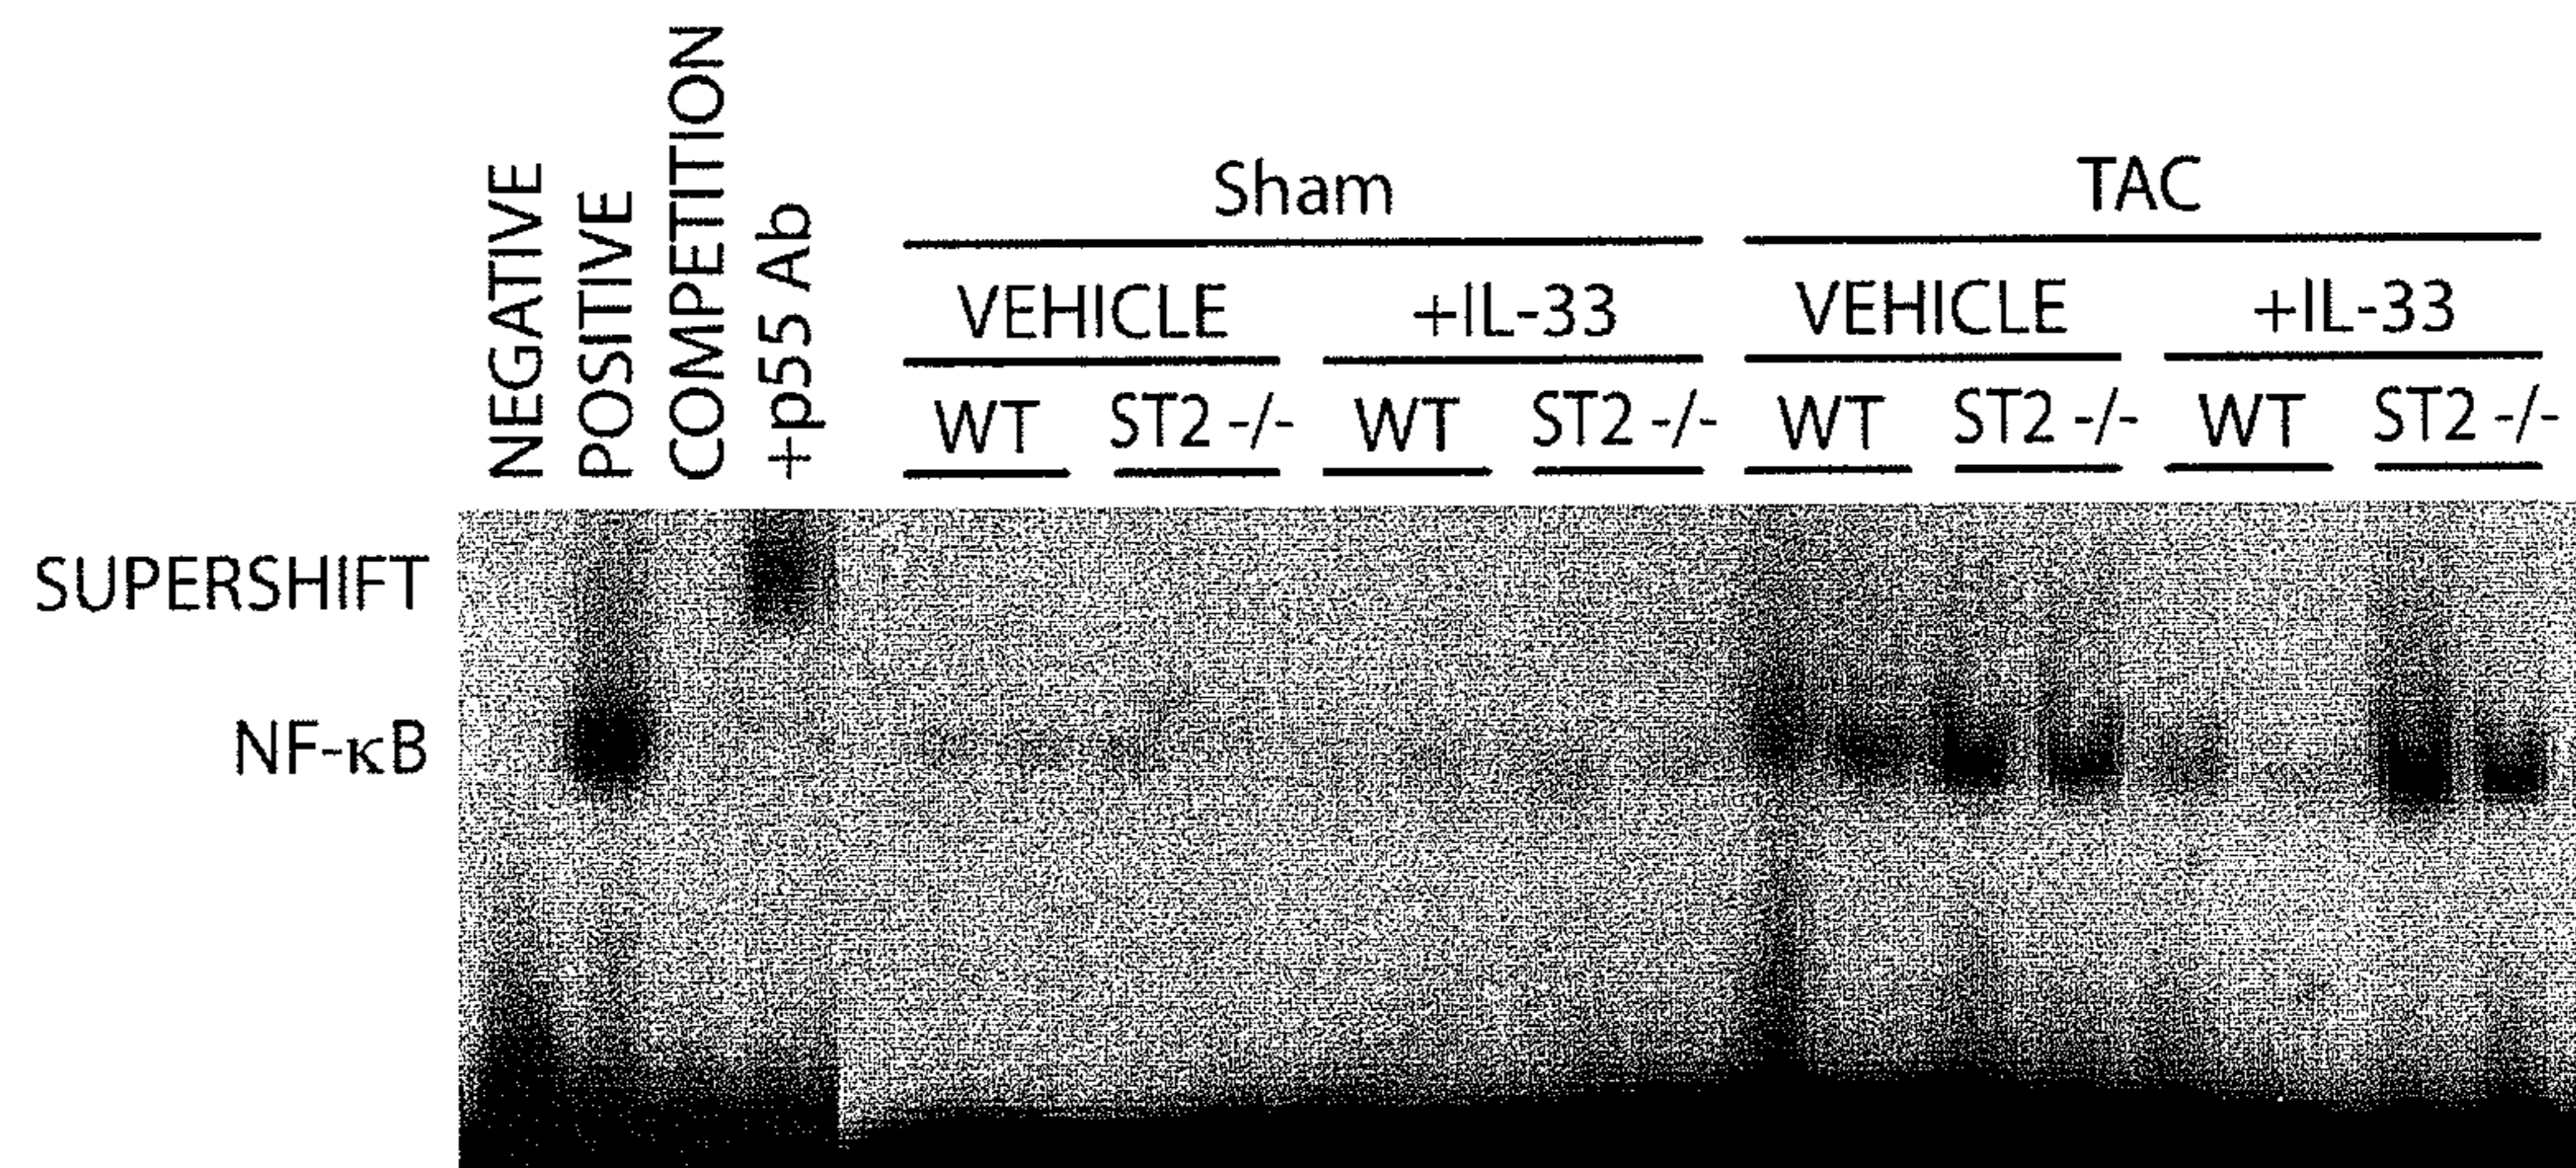 NEGATIVE
POSITIVE
COMPETITION
+p55 Ab
Sham TAC
VEHICLE +IL-33 VEHICLE +IL-33
WT ST2 -/- WT ST2 -/- WT ST2 -/- WT ST2 -/-
SUPERSHIFT
NF-κB